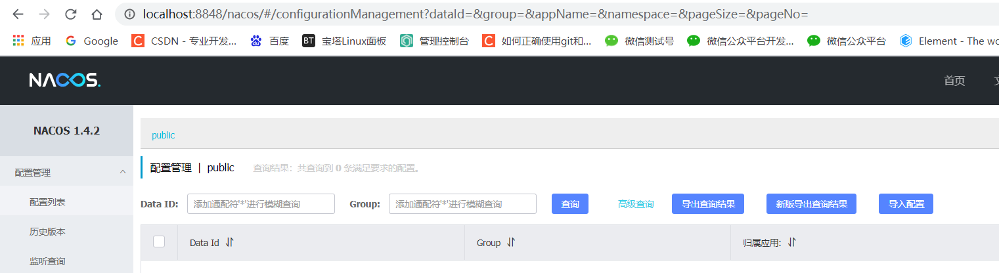 localhost:8848/nacos/#/configurationManagement?dataId=&group=&appName=&namespace=&pageSize=&pageNo=
应用 Google CSDN - 专业开发... 百度 宝塔Linux面板 管理控制台 如何正确使用git和... 微信测试号 微信公众平台开发... 微信公众平台 Element - The wo
NACOS. 首页
NACOS 1.4.2
public
配置管理 | public 查询结果：共查询到 0 条满足要求的配置。
配置管理
Data ID: 添加通配符'*'进行模糊查询 Group: 添加通配符'*'进行模糊查询 查询 高级查询 导出查询结果 新版导出查询结果 导入配置
配置列表
历史版本
Data Id Group 归属应用:
监听查询